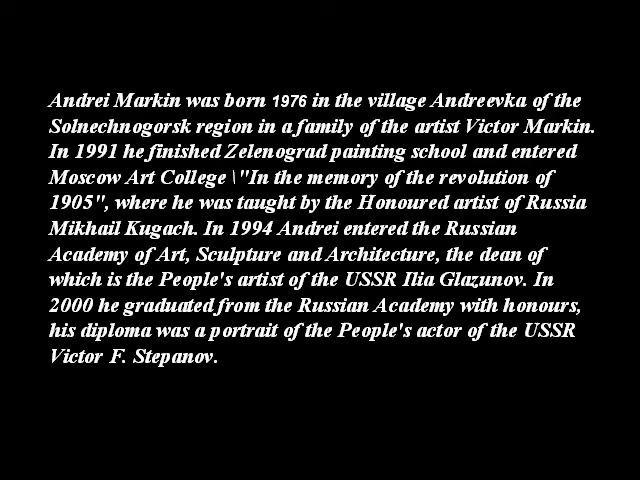 Andrei Markin was born 1976 in the village Andreevka of the
Solnechnogorsk region in a family of the artist Victor Markin.
In 1991 he finished Zelenograd painting school and entered
Moscow Art College \"In the memory of the revolution of
1905", where he was taught by the Honoured artist of Russia
Mikhail Kugach. In 1994 Andrei entered the Russian
Academy of Art, Sculpture and Architecture, the dean of
which is the People's artist of the USSR Ilia Glazunov. In
2000 he graduated from the Russian Academy with honours,
his diploma was a portrait of the People's actor of the USSR
Victor F. Stepanov.